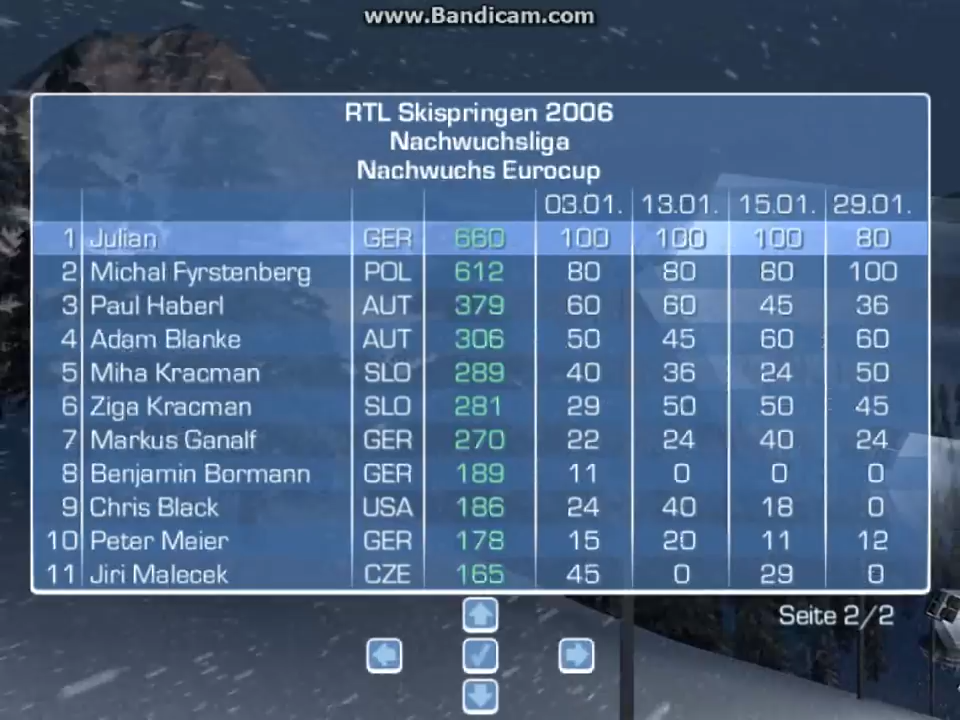 www.Bandicam.com
RTL Skispringen 2006
Nachwuchsliga
Nachwuchs Eurocup
03.01. 13.01. 15.01. 29.01.
1 Julian GER 660 100 100 100 80
2 Michal Fyrstenberg POL 612 80 80 60 100
3 Paul Haberl AUT 379 60 60 45 36
4 Adam Blanke AUT 306 50 45 60 60
5 Miha Kracman SLO 289 40 36 24 50
6 Ziga Kracman SLO 281 29 50 50 45
7 Markus Ganalf GER 270 22 24 40 24
8 Benjamin Bormann GER 189 11 0 0 0
9 Chris Black USA 186 24 40 18 0
10 Peter Meier GER 178 15 20 11 12
11 Jiri Malecek CZE 165 45 0 29 0
Seite 2/2